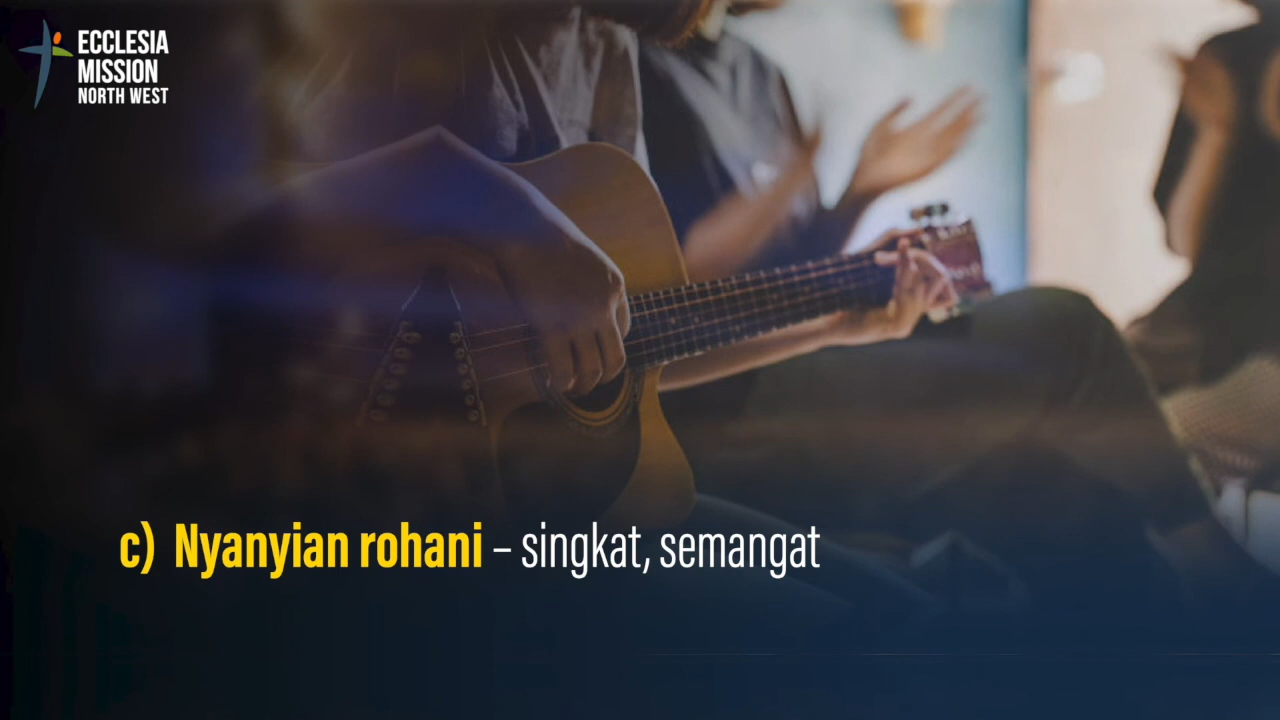 ECCLESIA
MISSION
NORTH WEST
c) Nyanyian rohani – singkat, semangat